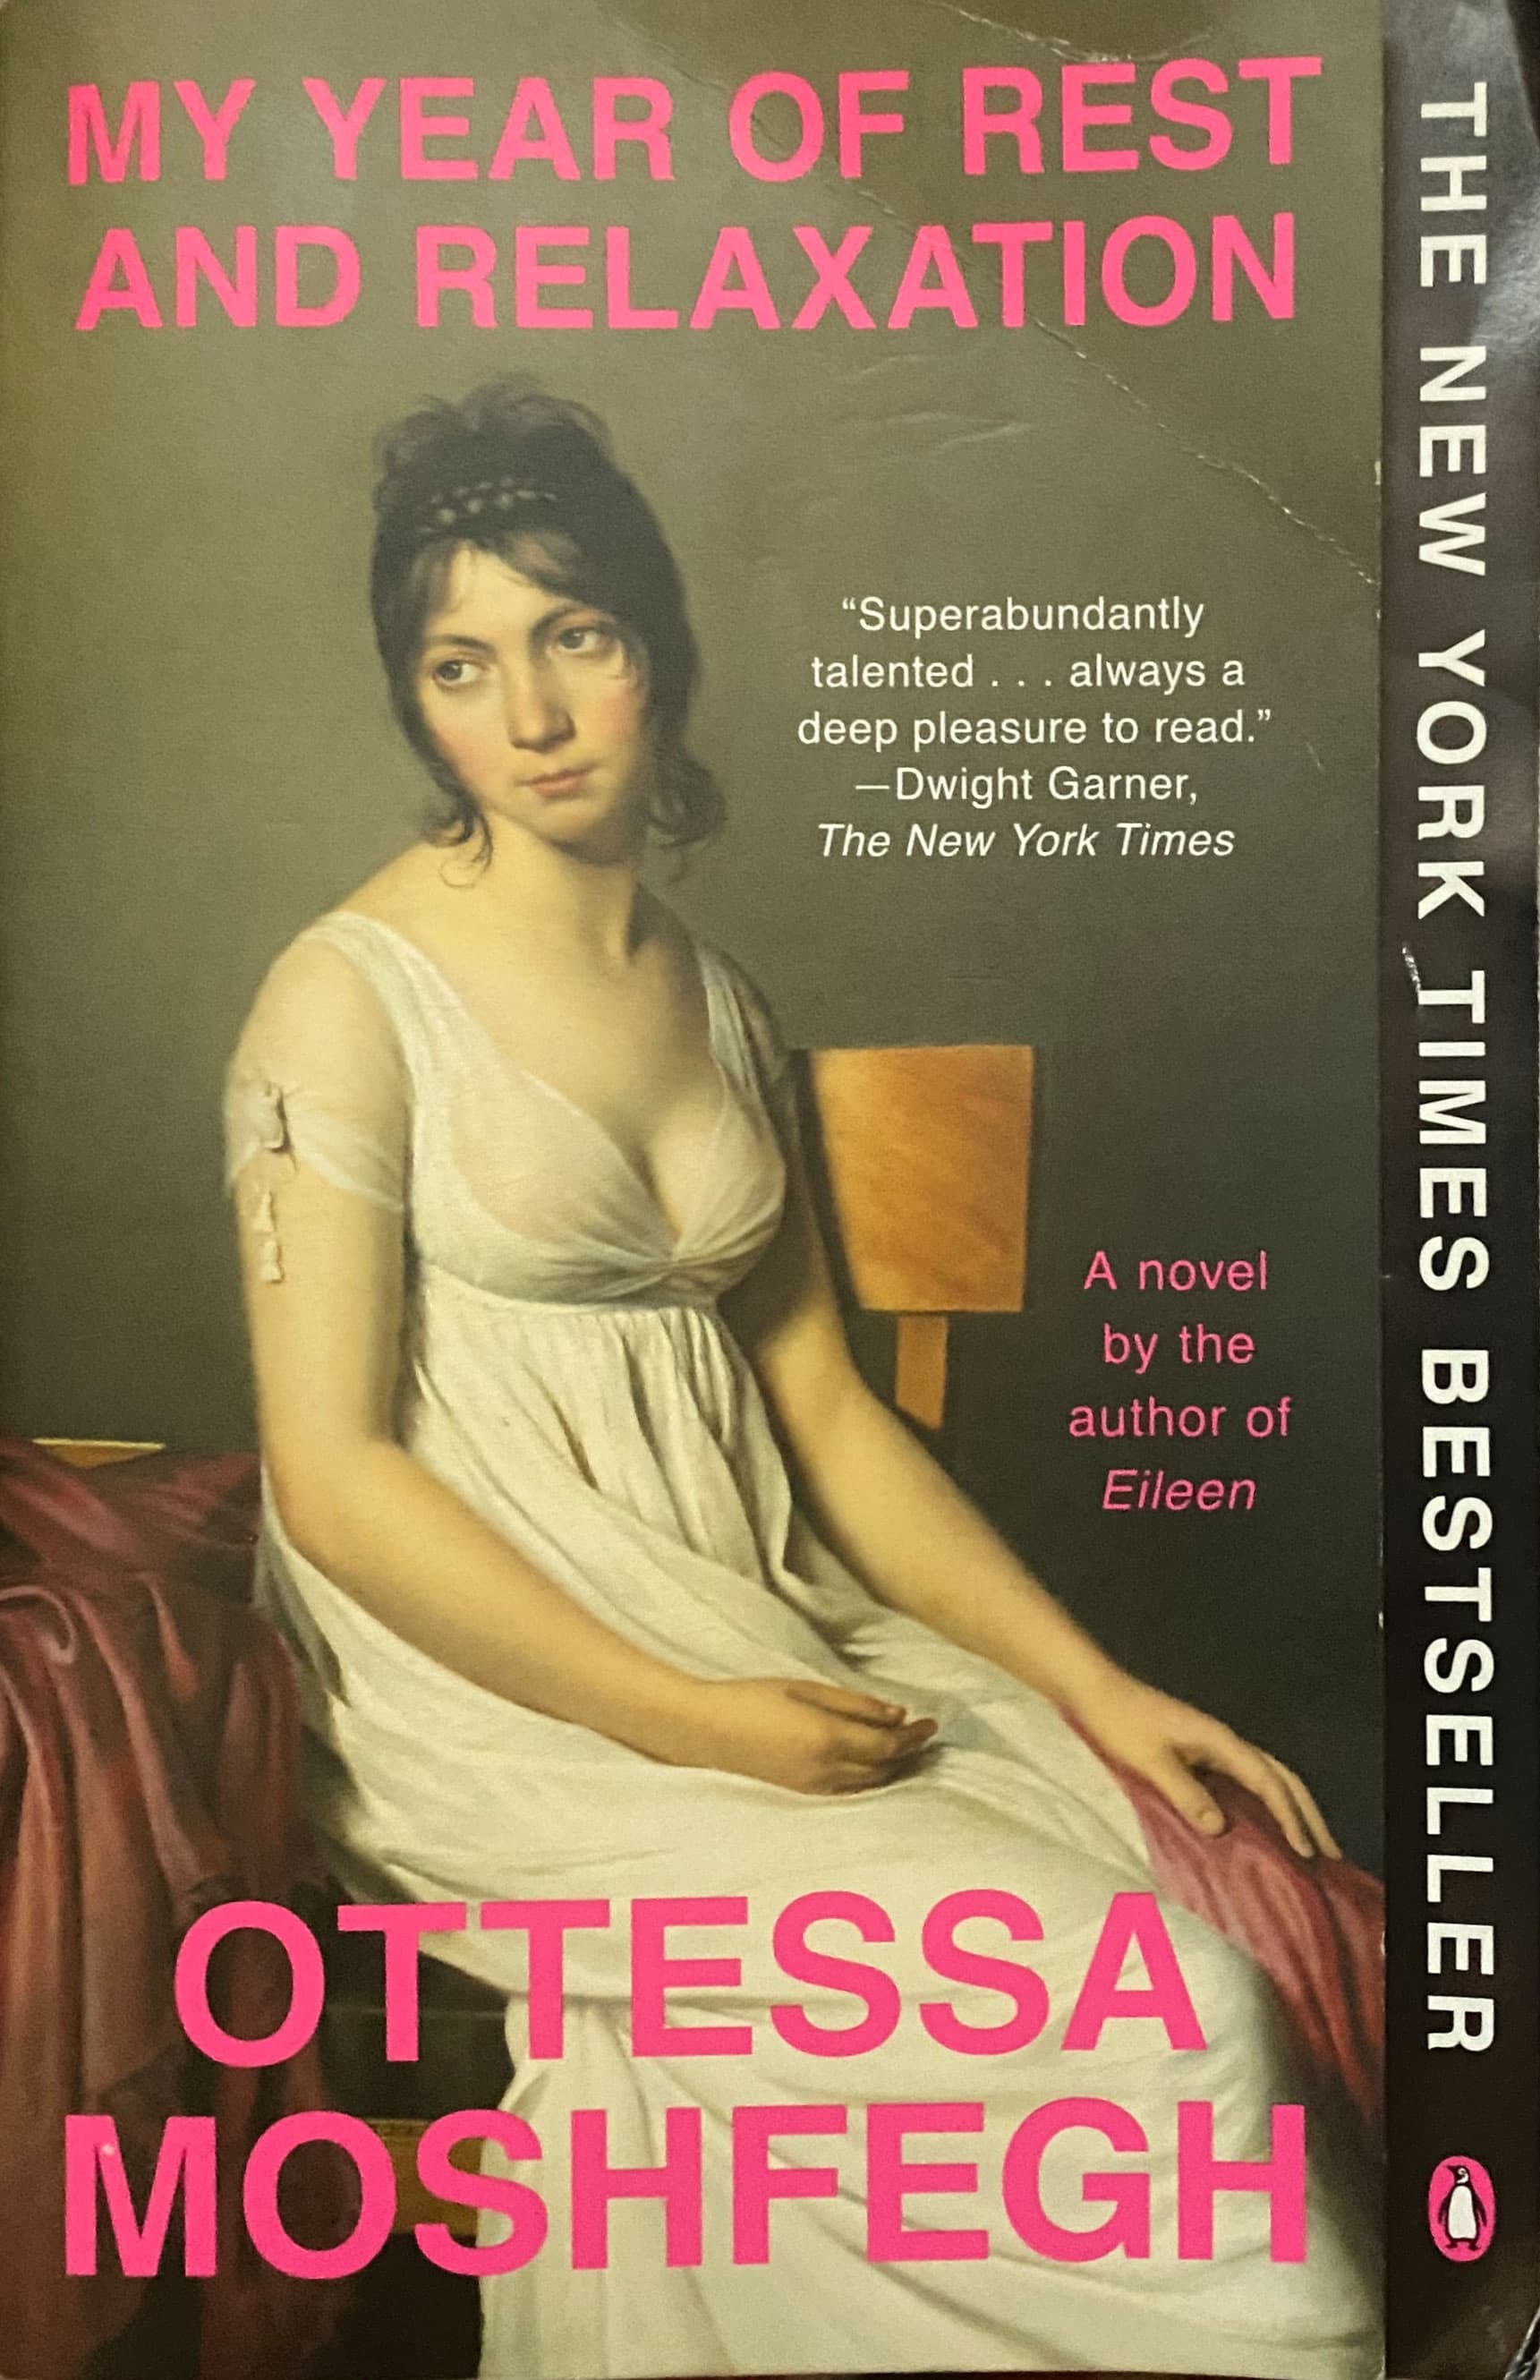 MY YEAR OF REST
AND RELAXATION
“Superabundantly
talented . . . always a
deep pleasure to read.”
—Dwight Garner,
The New York Times
A novel
by the
author of
Eileen
OTTESSA
MOSHFEGH
THE NEW YORK TIMES BESTSELLER